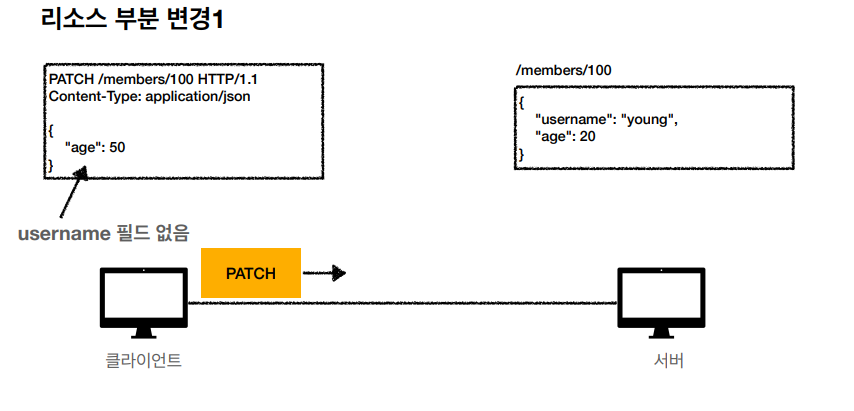 리소스 부분 변경1
PATCH /members/100 HTTP/1.1
Content-Type: application/json
{
"age": 50
}
username 필드 없음
/members/100
{
"username": "young",
"age": 20
}
PATCH
클라이언트
서버